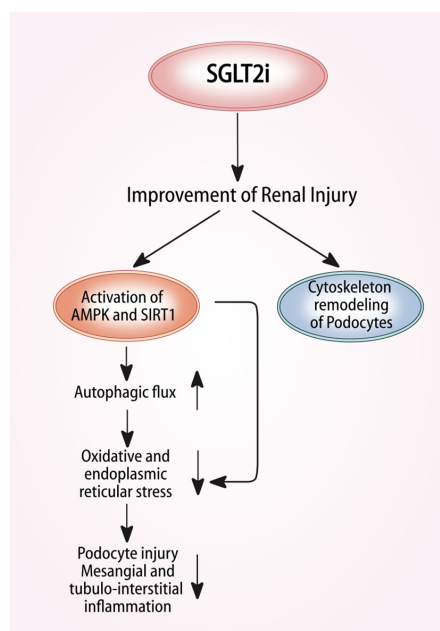 SGLT2i
Improvement of Renal Injury
Activation of
AMPK and SIRT1
Cytoskeleton
remodeling
of Podocytes
Autophagic flux
Oxidative and
endoplasmic
reticular stress
Podocyte injury
Mesangial and
tubulo-interstitial
inflammation